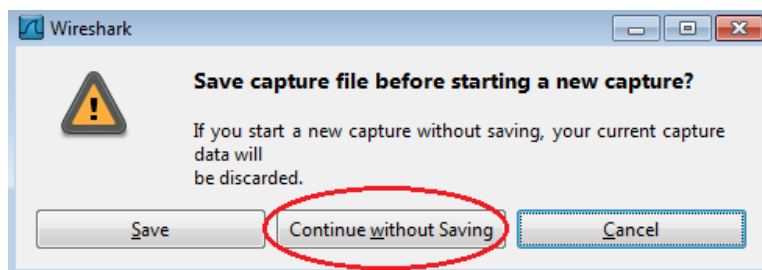 Wireshark
Save capture file before starting a new capture?
If you start a new capture without saving, your current capture
data will
be discarded.
Save
Continue without Saving
Cancel